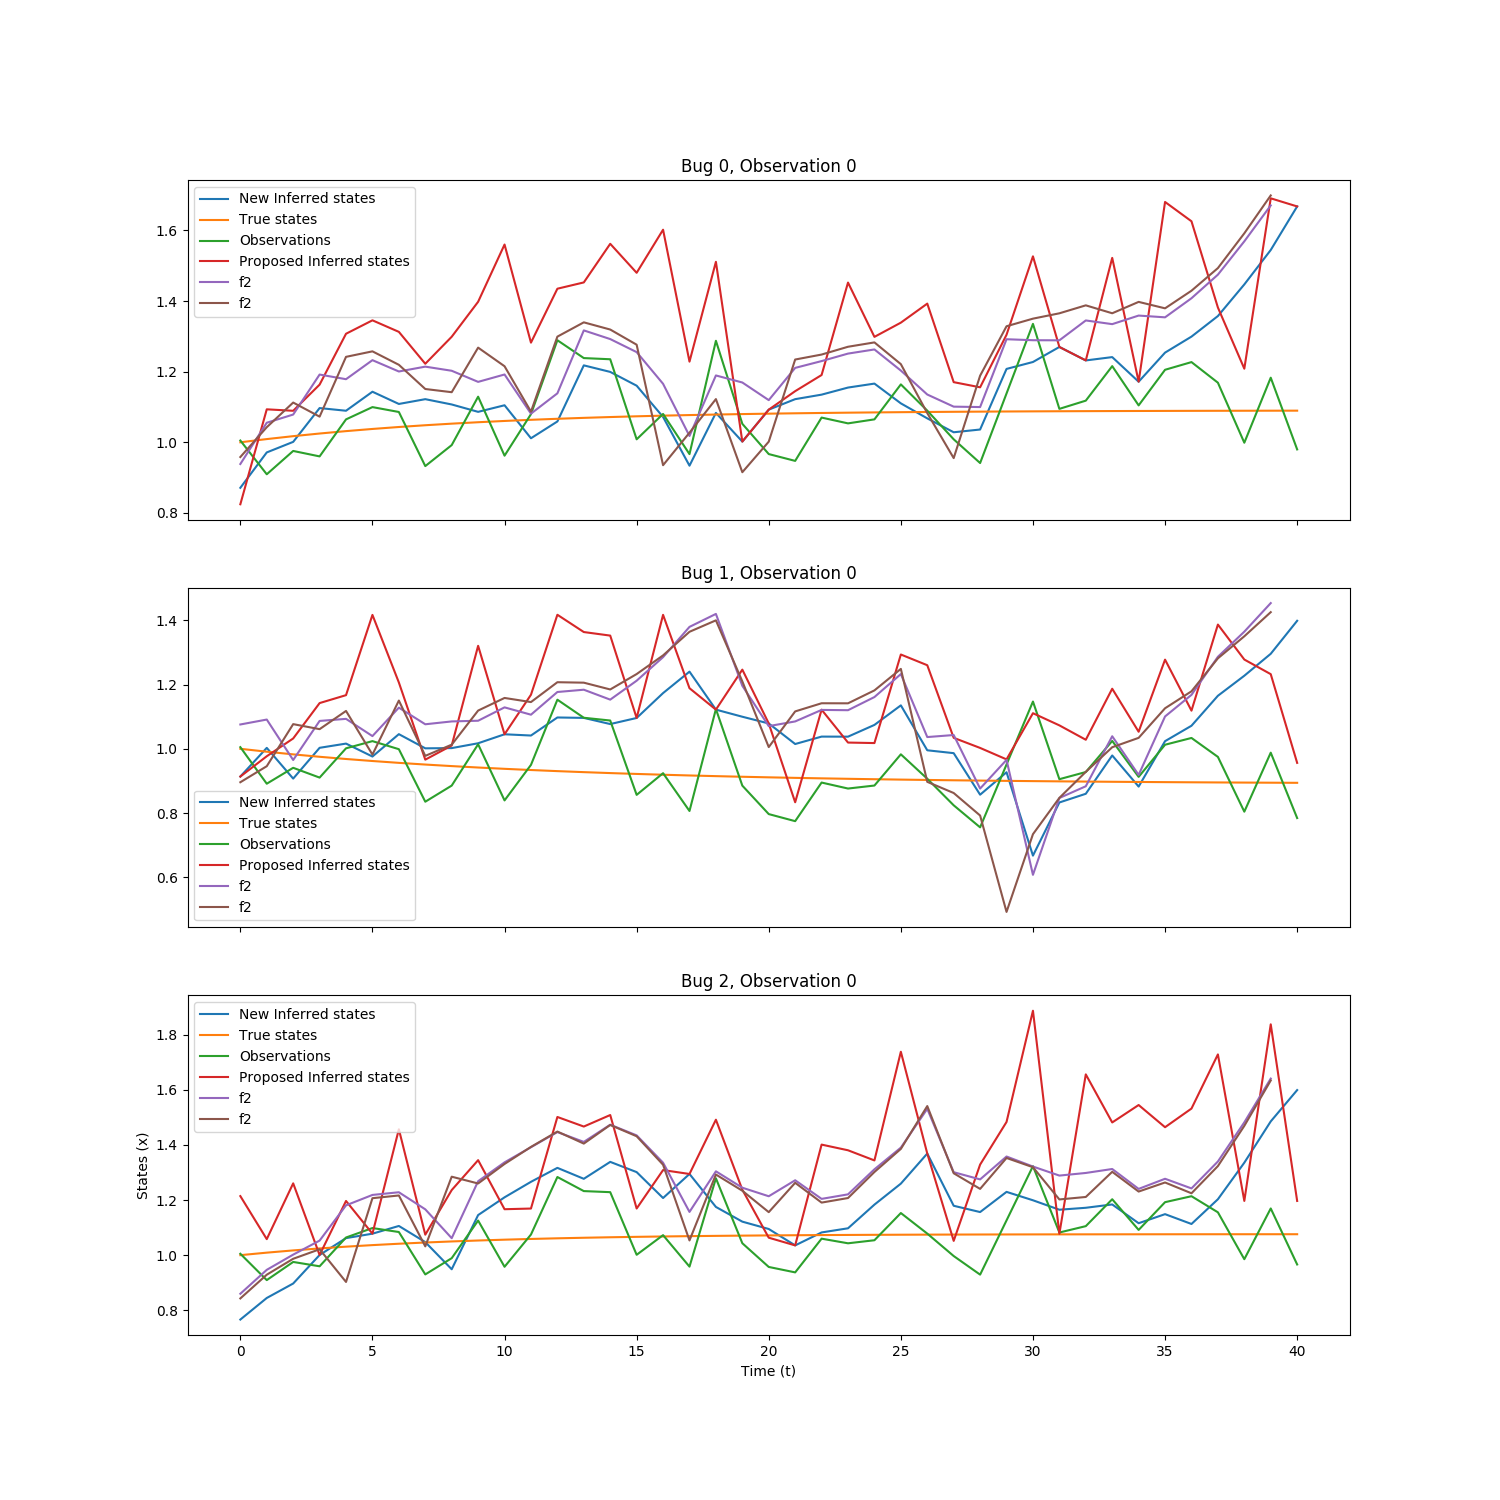 Bug 0, Observation 0
New Inferred states
True states
Observations
Proposed Inferred states
f2
f2
1.6
1.4
1.2
1.0
0.8
Bug 1, Observation 0
1.4
1.2
1.0
0.8
0.6
New Inferred states
True states
Observations
Proposed Inferred states
f2
f2
Bug 2, Observation 0
New Inferred states
True states
Observations
Proposed Inferred states
f2
f2
1.8
1.6
1.4
1.2
1.0
0.8
States (x)
0 5 10 15 20 25 30 35 40
Time (t)